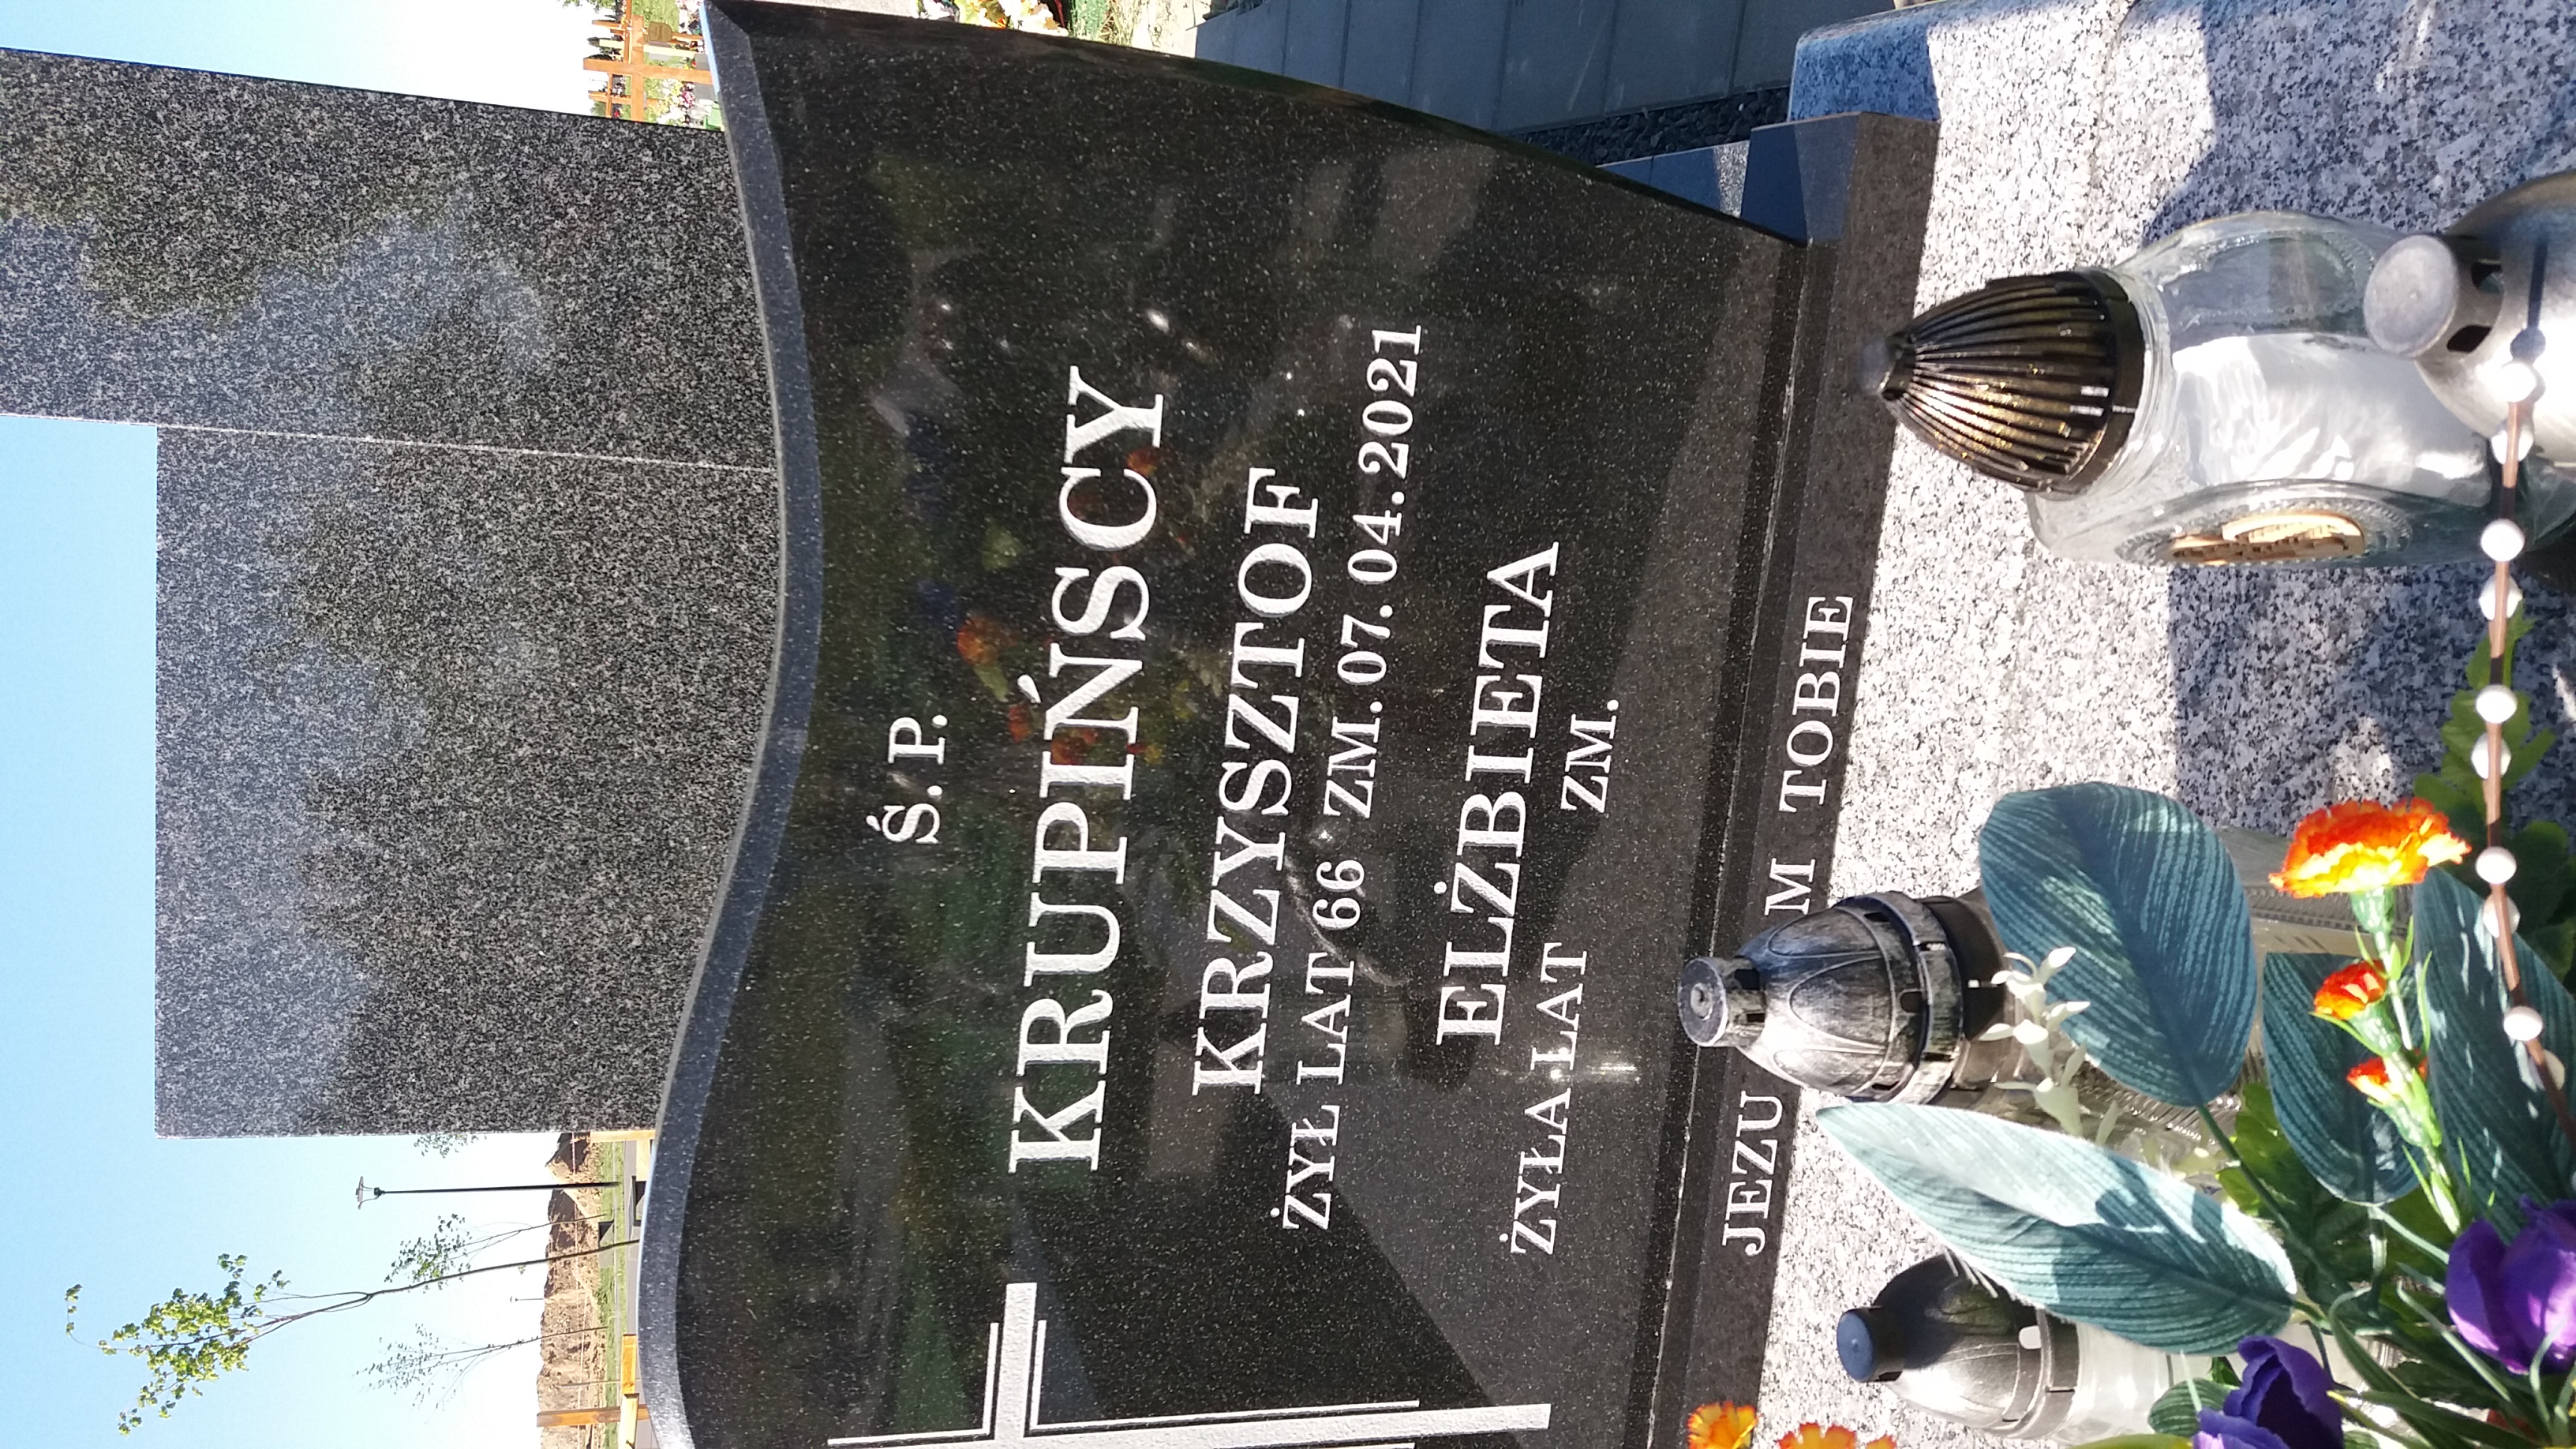 Ś. P.
KRUPIŃSCY
KRZYSZTOF
ŻYŁ LAT 66 ZM. 07. 04. 2021
ELŻBIETA
ŻYŁA LAT ZM.
JEZU M TOBIE